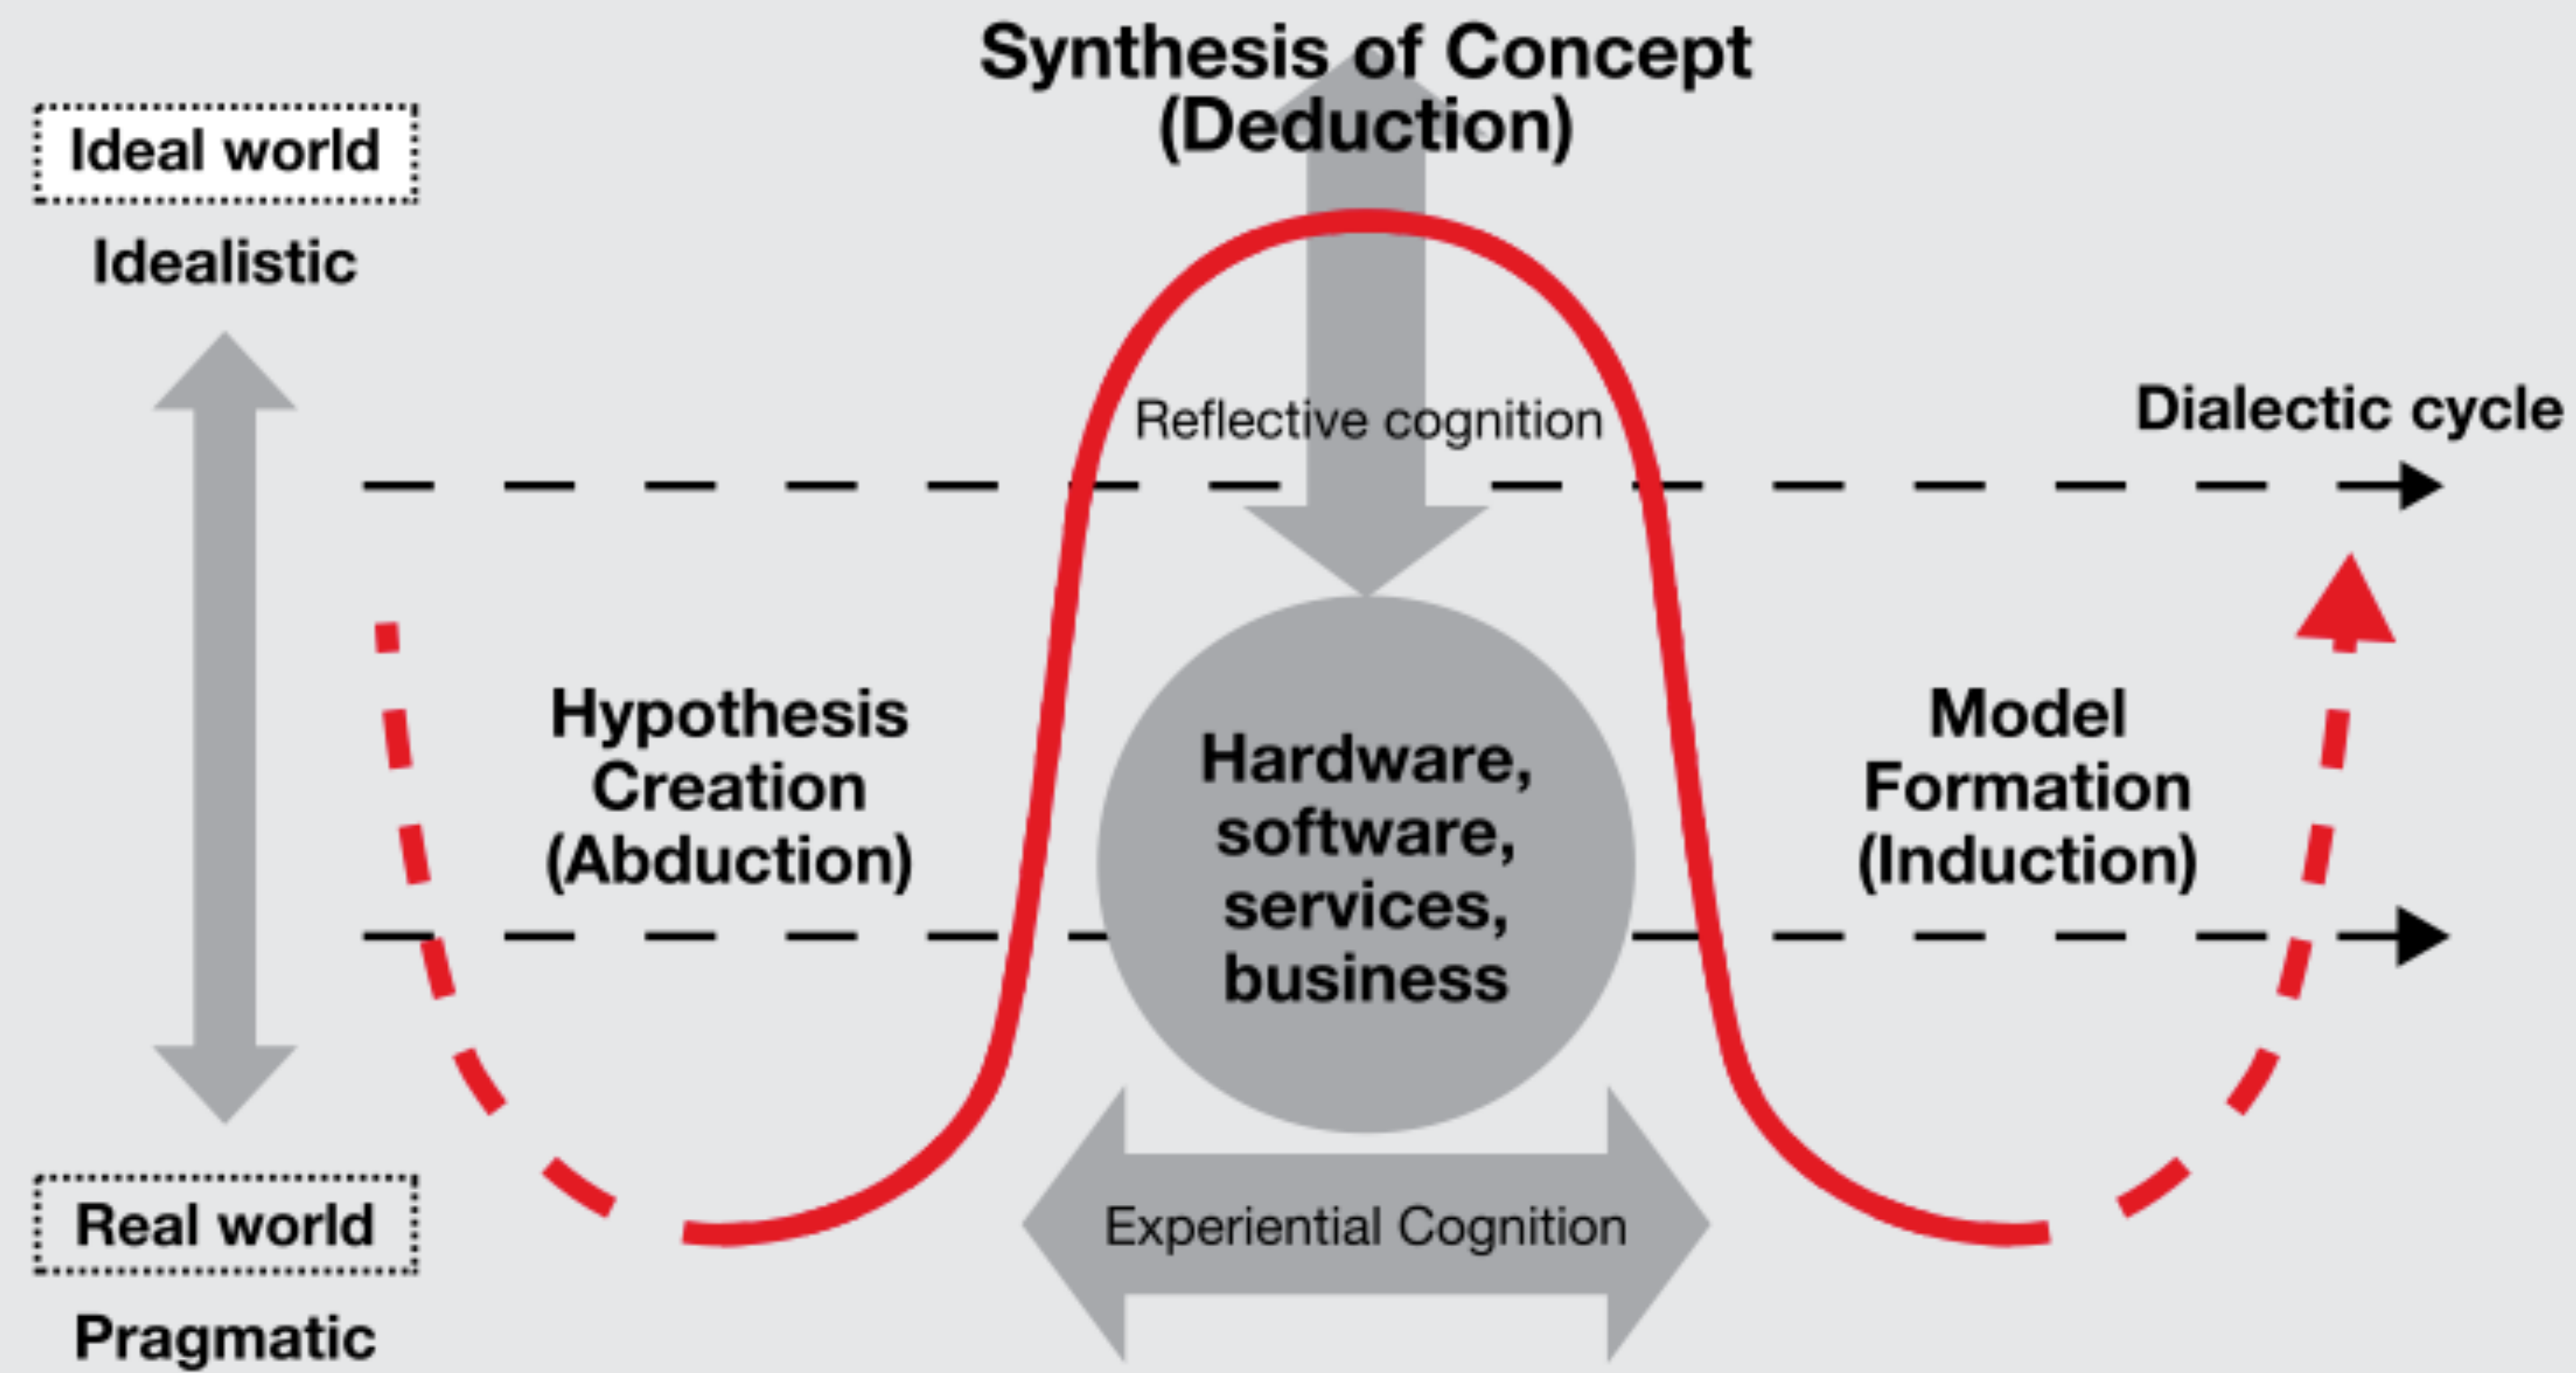 Synthesis of Concept
(Deduction)
Ideal world
Idealistic
Reflective cognition
Dialectic cycle
Hypothesis
Creation
(Abduction)
Hardware,
software,
services,
business
Model
Formation
(Induction)
Real world
Pragmatic
Experiential Cognition